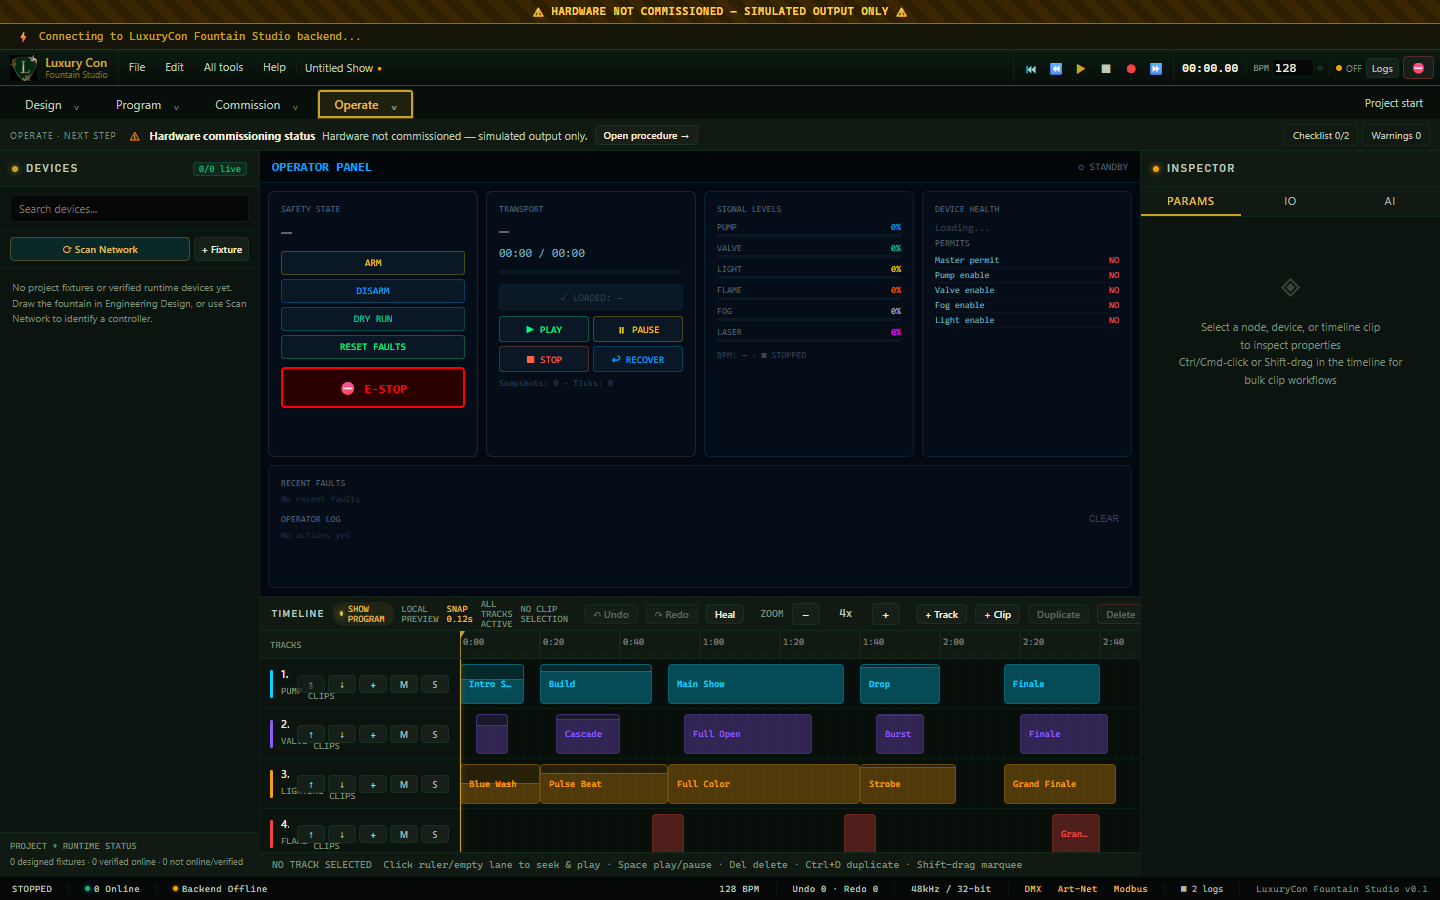 ⚠ HARDWARE NOT COMMISSIONED — SIMULATED OUTPUT ONLY ⚠
Connecting to LuxuryCon Fountain Studio backend...
Luxury Con
Fountain Studio
File Edit All tools Help Untitled Show •
00:00.00 BPM 128 OFF Logs
Design Program Commission Operate Project start
OPERATE · NEXT STEP ⚠ Hardware commissioning status Hardware not commissioned — simulated output only. Open procedure → Checklist 0/2 Warnings 0
DEVICES 0/0 live
Search devices...
Scan Network + Fixture
No project fixtures or verified runtime devices yet.
Draw the fountain in Engineering Design, or use Scan
Network to identify a controller.
PROJECT + RUNTIME STATUS
0 designed fixtures · 0 verified online · 0 not online/verified
OPERATOR PANEL ○ STANDBY
SAFETY STATE
—
ARM
DISARM
DRY RUN
RESET FAULTS
⛔ E-STOP
TRANSPORT
—
00:00 / 00:00
✓ LOADED: —
▶ PLAY ⏸ PAUSE
■ STOP ↩ RECOVER
Snapshots: 0 · Ticks: 0
SIGNAL LEVELS
PUMP 0%
VALVE 0%
LIGHT 0%
FLAME 0%
FOG 0%
LASER 0%
BPM: — · ■ STOPPED
DEVICE HEALTH
Loading...
PERMITS
Master permit NO
Pump enable NO
Valve enable NO
Fog enable NO
Light enable NO
RECENT FAULTS
No recent faults
OPERATOR LOG CLEAR
No actions yet
INSPECTOR
PARAMS IO AI
Select a node, device, or timeline clip
to inspect properties
Ctrl/Cmd-click or Shift-drag in the timeline for
bulk clip workflows
TIMELINE SHOW PROGRAM LOCAL PREVIEW SNAP 0.12s ALL TRACKS ACTIVE NO CLIP SELECTION ↶ Undo ↷ Redo Heal ZOOM − 4x + + Track + Clip Duplicate Delete
TRACKS 0:00 0:20 0:40 1:00 1:20 1:40 2:00 2:20 2:40
1. ↑ ↓ + M S
CLIPS
Intro S… Build Main Show Drop Finale
2. ↑ ↓ + M S
CLIPS
Cascade Full Open Burst Finale
3. ↑ ↓ + M S
CLIPS
Blue Wash Pulse Beat Full Color Strobe Grand Finale
4. ↑ ↓ + M S
CLIPS
Gran…
NO TRACK SELECTED Click ruler/empty lane to seek & play · Space play/pause · Del delete · Ctrl+D duplicate · Shift-drag marquee
STOPPED 0 Online Backend Offline 128 BPM Undo 0 · Redo 0 48kHz / 32-bit DMX Art-Net Modbus ■ 2 logs LuxuryCon Fountain Studio v0.1